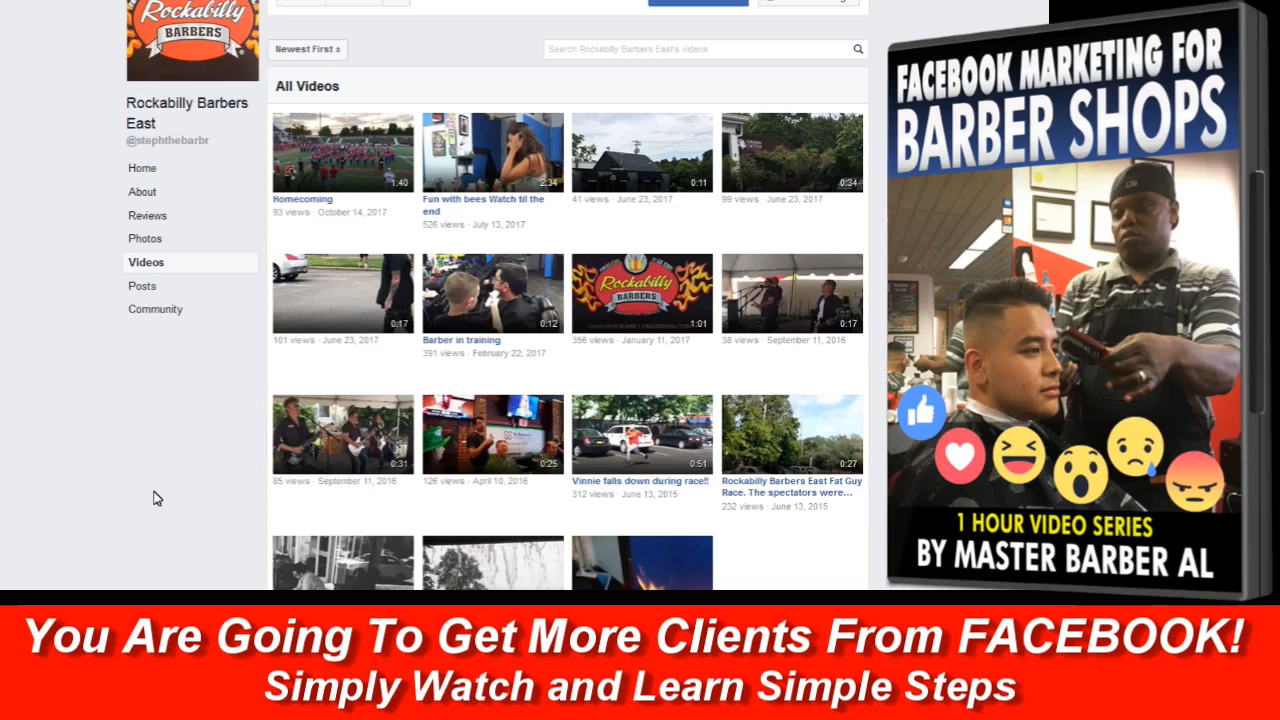 Rockabilly
BARBERS
Rockabilly Barbers
East
@stephthebarbr
Home
About
Reviews
Photos
Videos
Posts
Community
Newest First
Search Rockabilly Barbers East's videos
All Videos
1:40
Homecoming
93 views · October 14, 2017
2:34
Fun with bees Watch til the
end
526 views · July 13, 2017
0:11
41 views · June 23, 2017
0:34
99 views · June 23, 2017
0:17
101 views · June 23, 2017
0:12
Barber in training
391 views · February 22, 2017
Rockabilly
BARBERS
1:01
356 views · January 11, 2017
0:17
38 views · September 11, 2016
0:31
85 views · September 11, 2016
0:25
126 views · April 10, 2016
0:51
Vinnie falls down during race!!
312 views · June 13, 2015
0:27
Rockabilly Barbers East Fat Guy
Race. The spectators were...
232 views · June 13, 2015
FACEBOOK MARKETING FOR
BARBER SHOPS
1 HOUR VIDEO SERIES
BY MASTER BARBER AL
You Are Going To Get More Clients From FACEBOOK!
Simply Watch and Learn Simple Steps